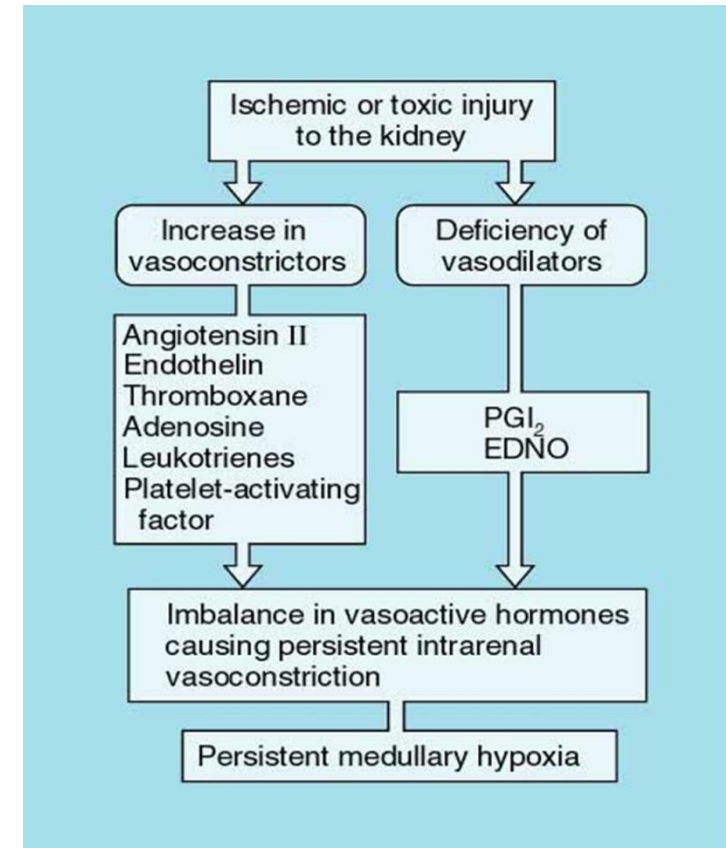 Ischemic or toxic injury
to the kidney
Increase in
vasoconstrictors
Deficiency of
vasodilators
Angiotensin II
Endothelin
Thromboxane
Adenosine
Leukotrienes
Platelet-activating
factor
PGI₂
EDNO
Imbalance in vasoactive hormones
causing persistent intrarenal
vasoconstriction
Persistent medullary hypoxia